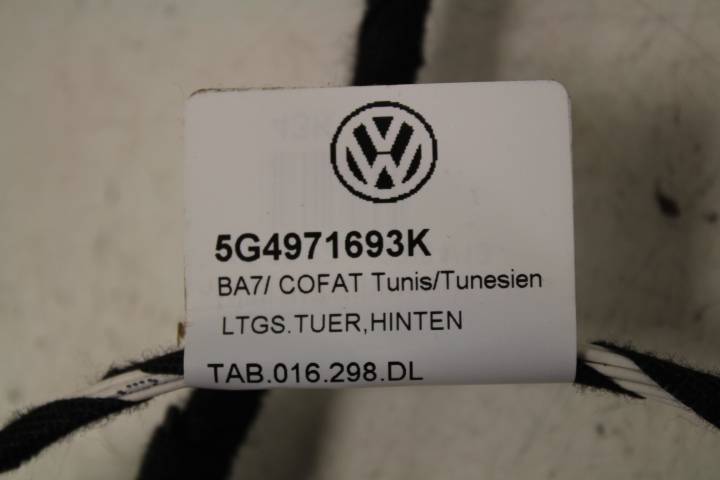 5G4971693K
BA7/ COFAT Tunis/Tunesien
LTGS.TUER,HINTEN
TAB.016.298.DL